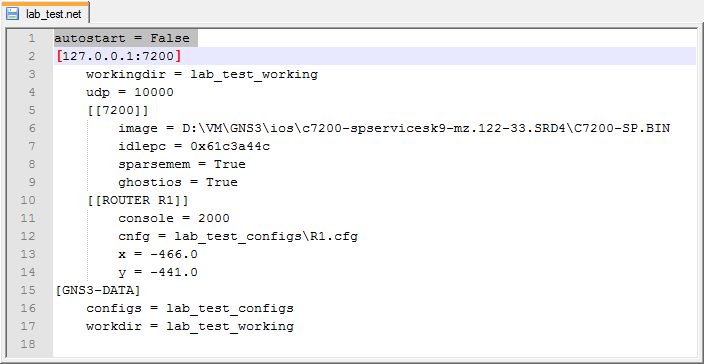 lab_test.net
1 autostart = False
2 [127.0.0.1:7200]
3 workingdir = lab_test_working
4 udp = 10000
5 [[7200]]
6 image = D:\VM\GNS3\ios\c7200-spservicesk9-mz.122-33.SRD4\C7200-SP.BIN
7 idlepc = 0x61c3a44c
8 sparsemem = True
9 ghostios = True
10 [[ROUTER R1]]
11 console = 2000
12 cnfg = lab_test_configs\R1.cfg
13 x = -466.0
14 y = -441.0
15 [GNS3-DATA]
16 configs = lab_test_configs
17 workdir = lab_test_working
18